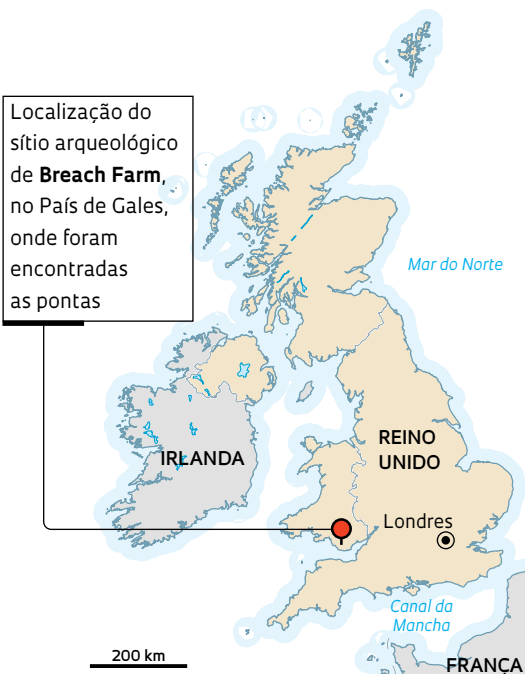 Localização do
sítio arqueológico
de Breach Farm,
no País de Gales,
onde foram
encontradas
as pontas
Mar do Norte
REINO
UNIDO
IRLANDA
Londres
Canal da
Mancha
200 km
FRANÇA